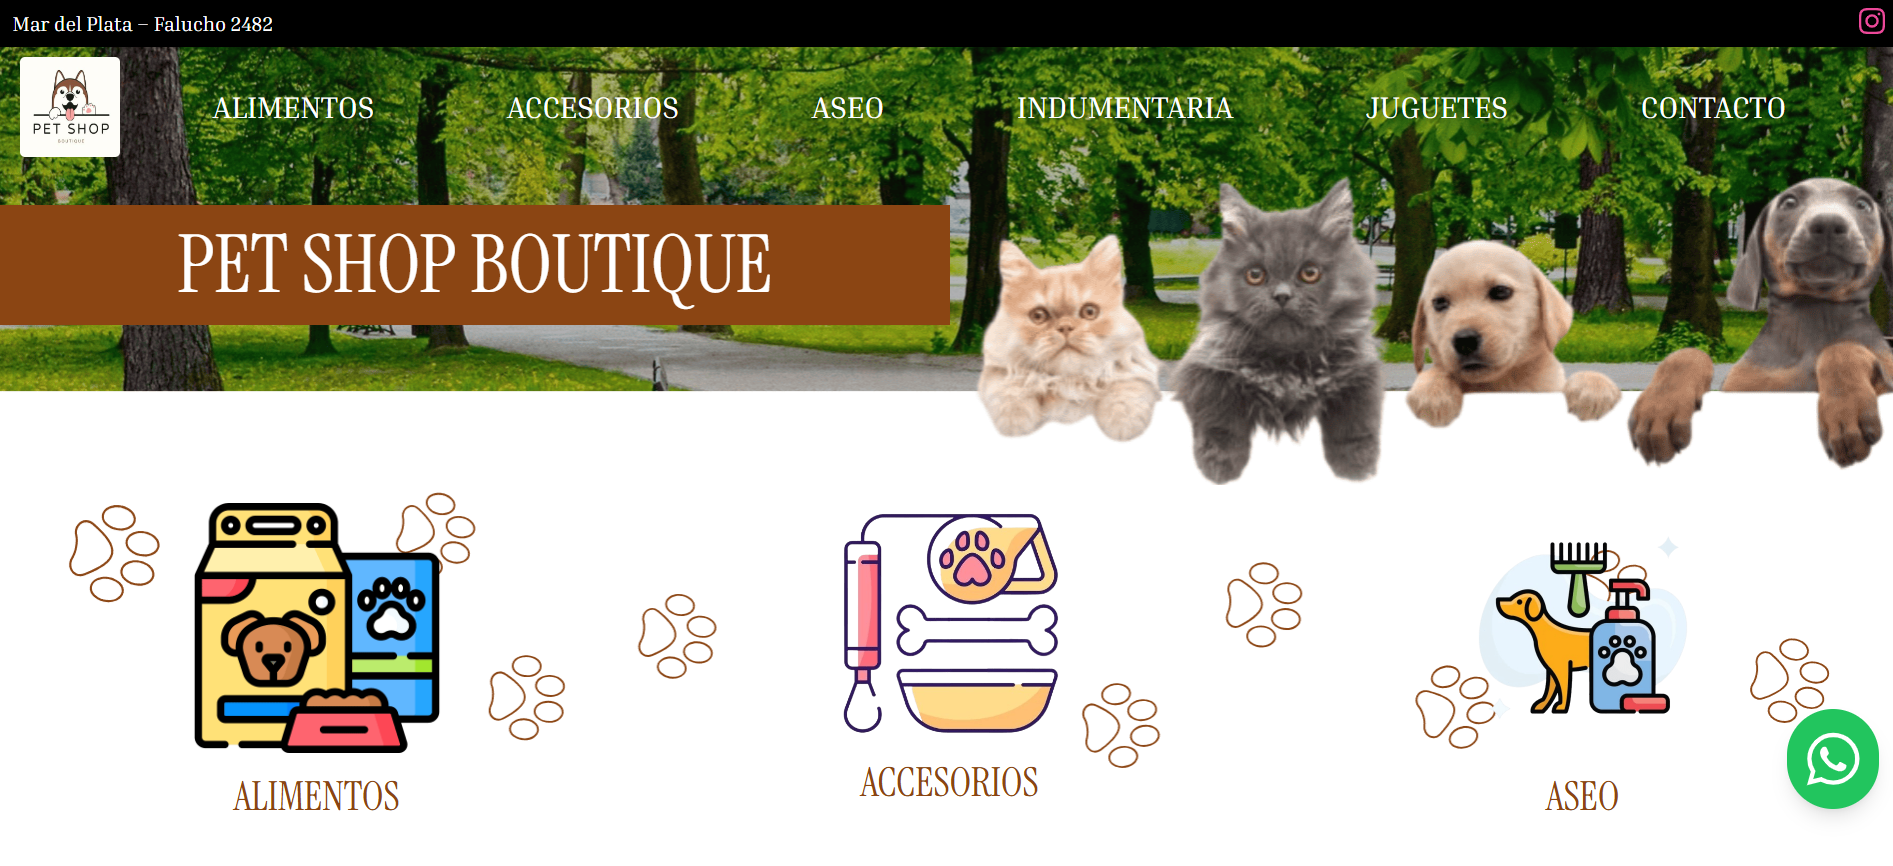 Mar del Plata – Falucho 2482
PET SHOP
BOUTIQUE
ALIMENTOS
ACCESORIOS
ASEO
INDUMENTARIA
JUGUETES
CONTACTO
PET SHOP BOUTIQUE
ALIMENTOS
ACCESORIOS
ASEO